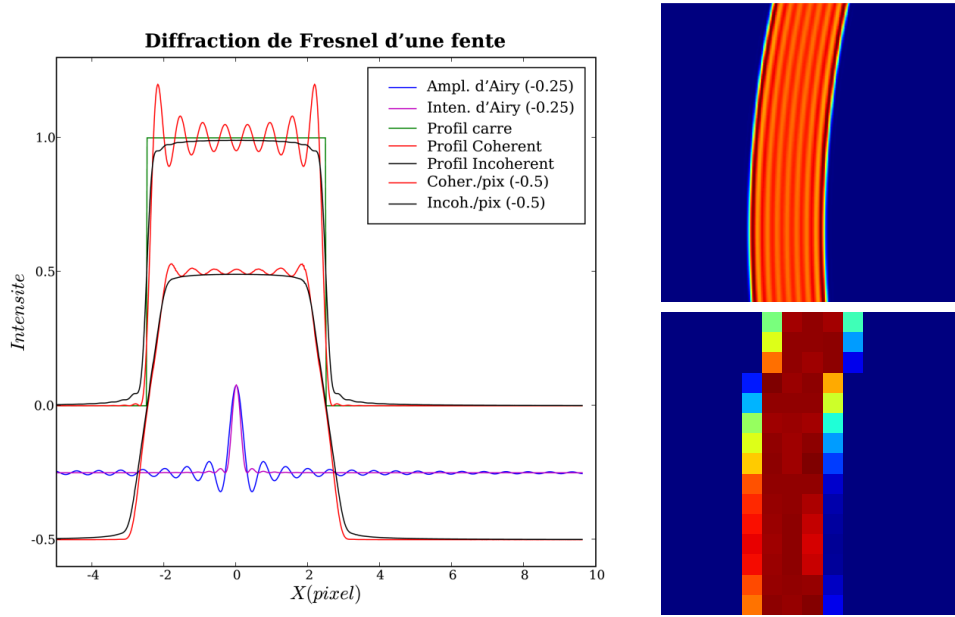 Diffraction de Fresnel d'une fente
Ampl. d'Airy (-0.25)
Inten. d'Airy (-0.25)
Profil carre
Profil Coherent
Profil Incoherent
Coher./pix (-0.5)
Incoh./pix (-0.5)
Intensite
1.0
0.5
0.0
-0.5
-4 -2 0 2 4 6 8 10
X(pixel)